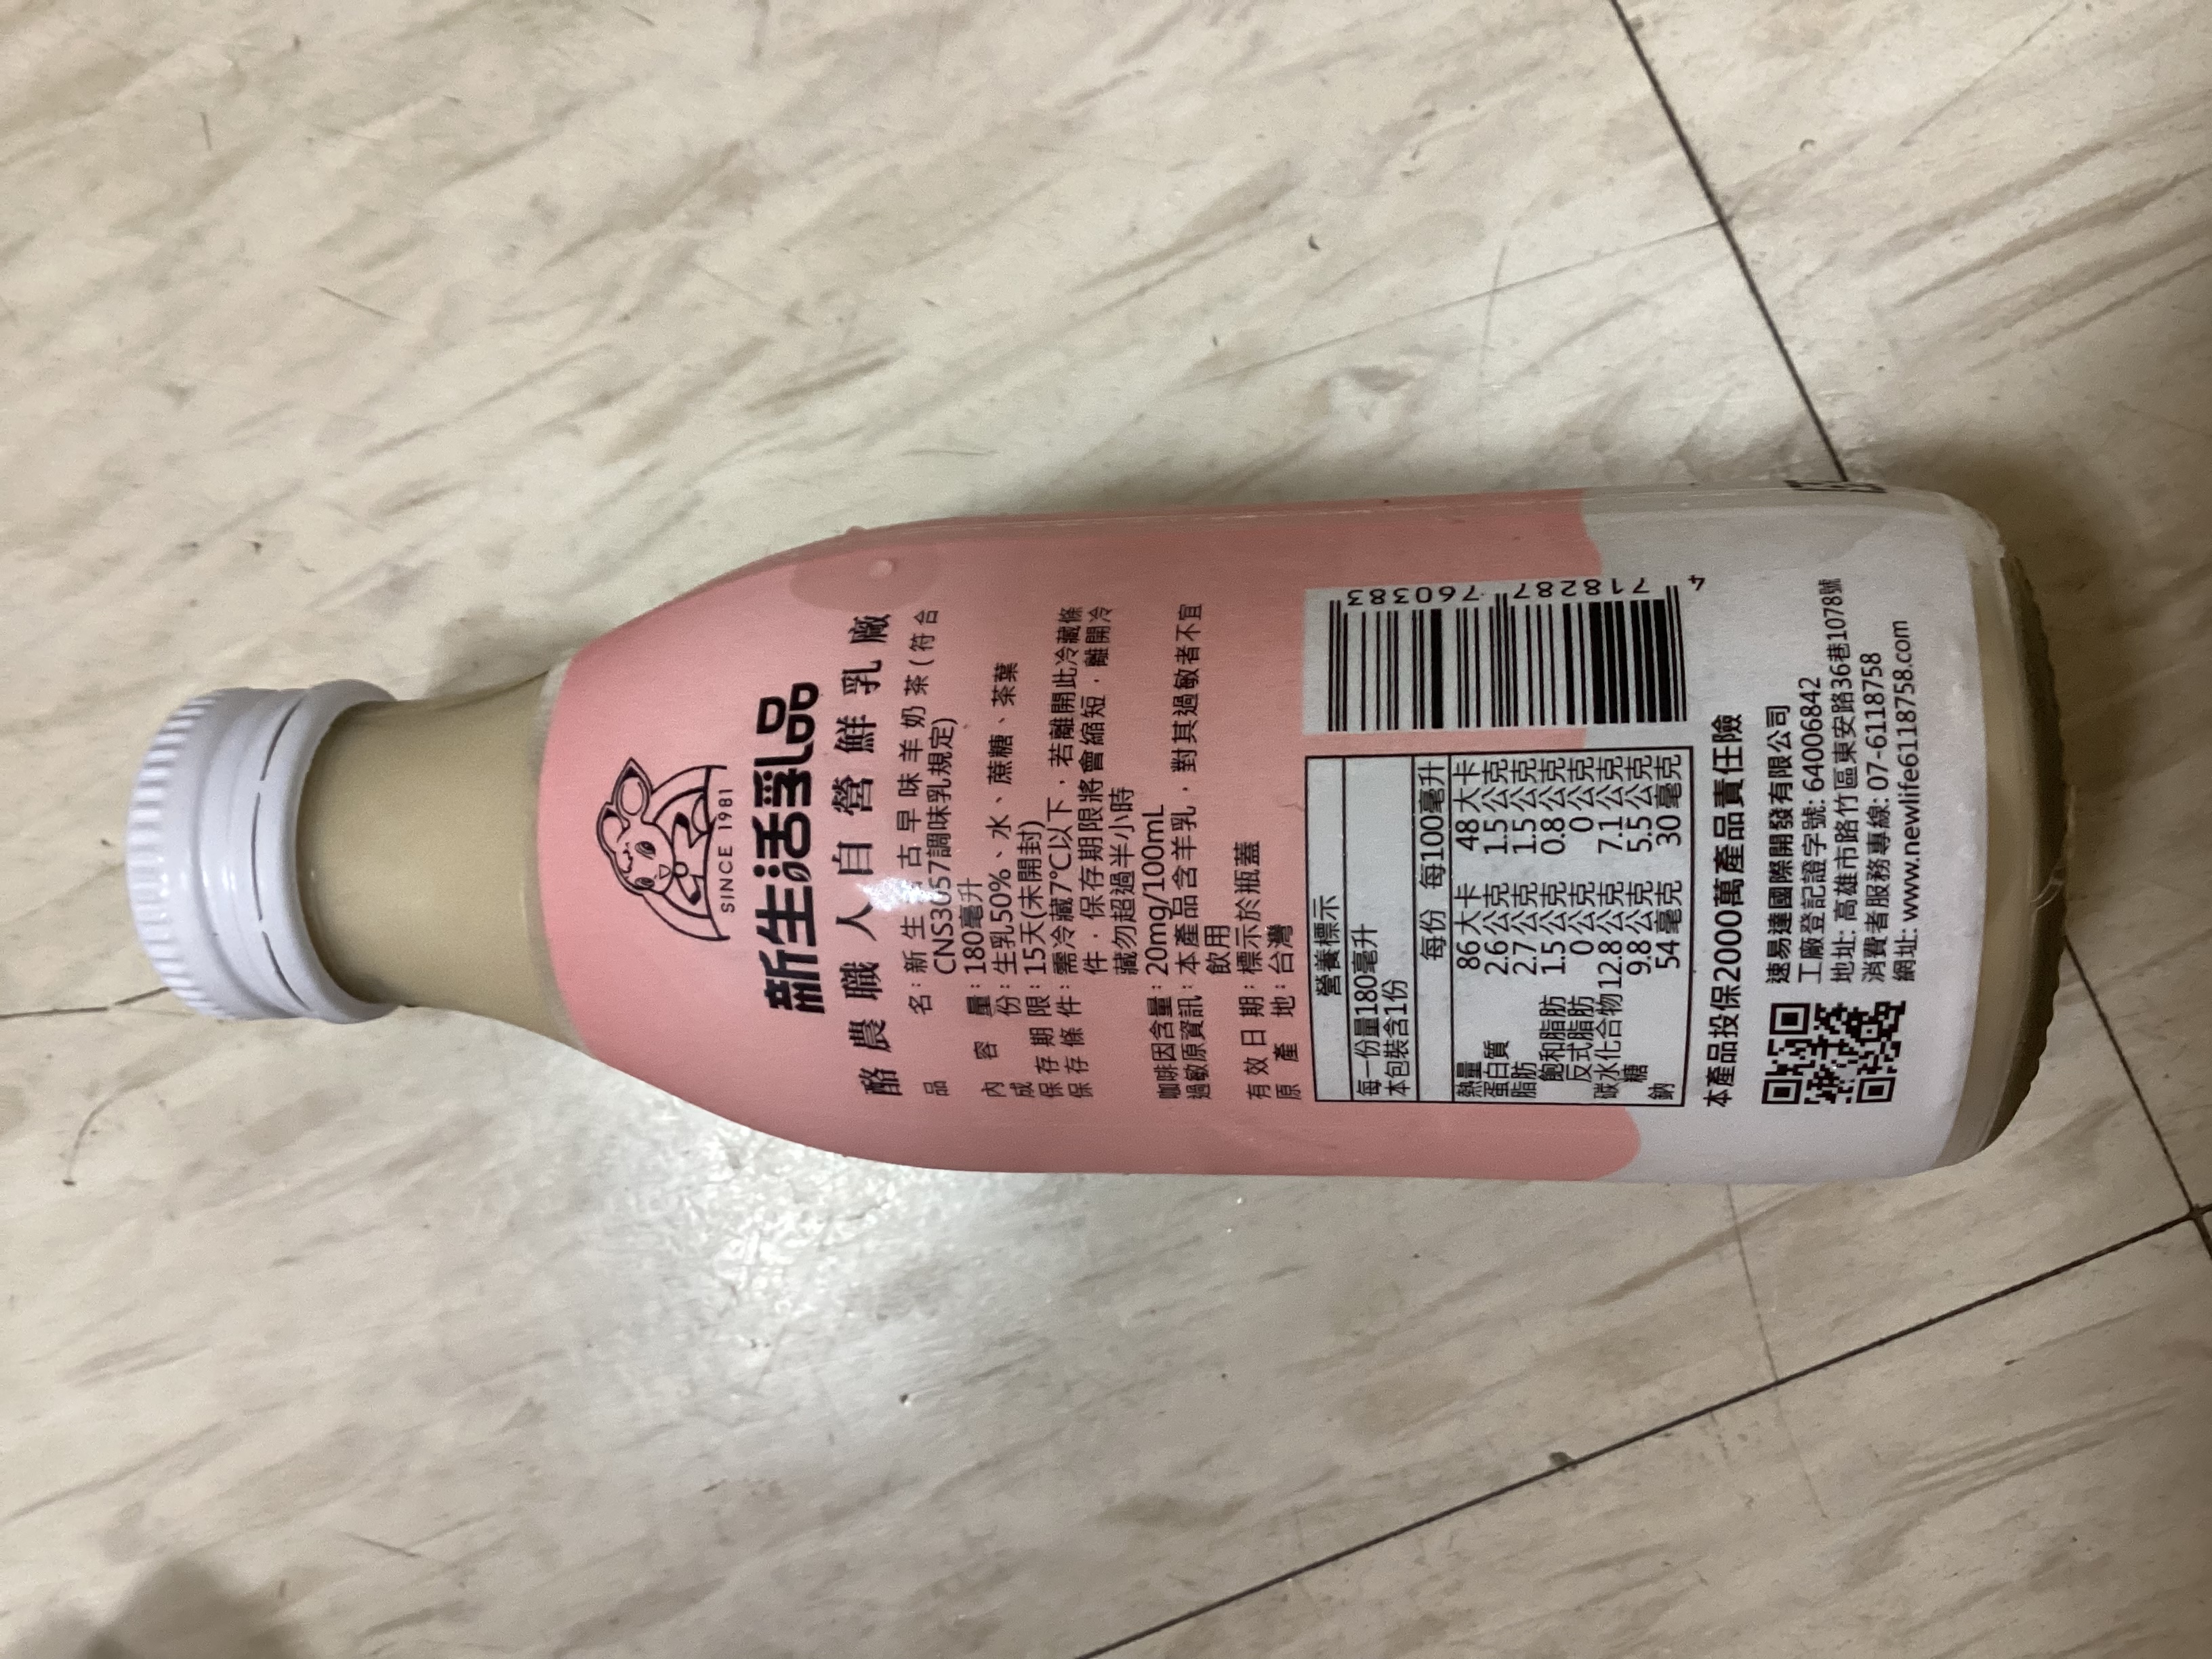 SINCE 1981
新生活乳品
酪農職人自營鮮乳廠
品名:新生活古早味羊奶茶(符合
CNS3057調味乳規定)
內容量:180毫升
成份:生乳50%、水、蔗糖、茶葉
保存期限:15天(未開封)
保存條件:需冷藏7℃以下,若離開此冷藏條
件,保存期限將會縮短,離開冷
藏勿超過半小時
咖啡因含量:20mg/100mL
過敏原資訊:本產品含羊乳,對其過敏者不宜
飲用
有效日期:標示於瓶蓋
原產地:台灣
營養標示
每一份量180毫升
本包裝含1份
每份 每100毫升
熱量 86大卡 48大卡
蛋白質 2.6公克 1.5公克
脂肪 2.7公克 1.5公克
飽和脂肪 1.5公克 0.8公克
反式脂肪 0公克 0公克
碳水化合物 12.8公克 7.1公克
糖 9.8公克 5.5公克
鈉 54毫克 30毫克
4 718287 760383
本產品投保2000萬產品責任險
速易達國際開發有限公司
工廠登記證字號: 64006842
地址: 高雄市路竹區東安路36巷1078號
消費者服務專線: 07-6118758
網址: www.newlife6118758.com